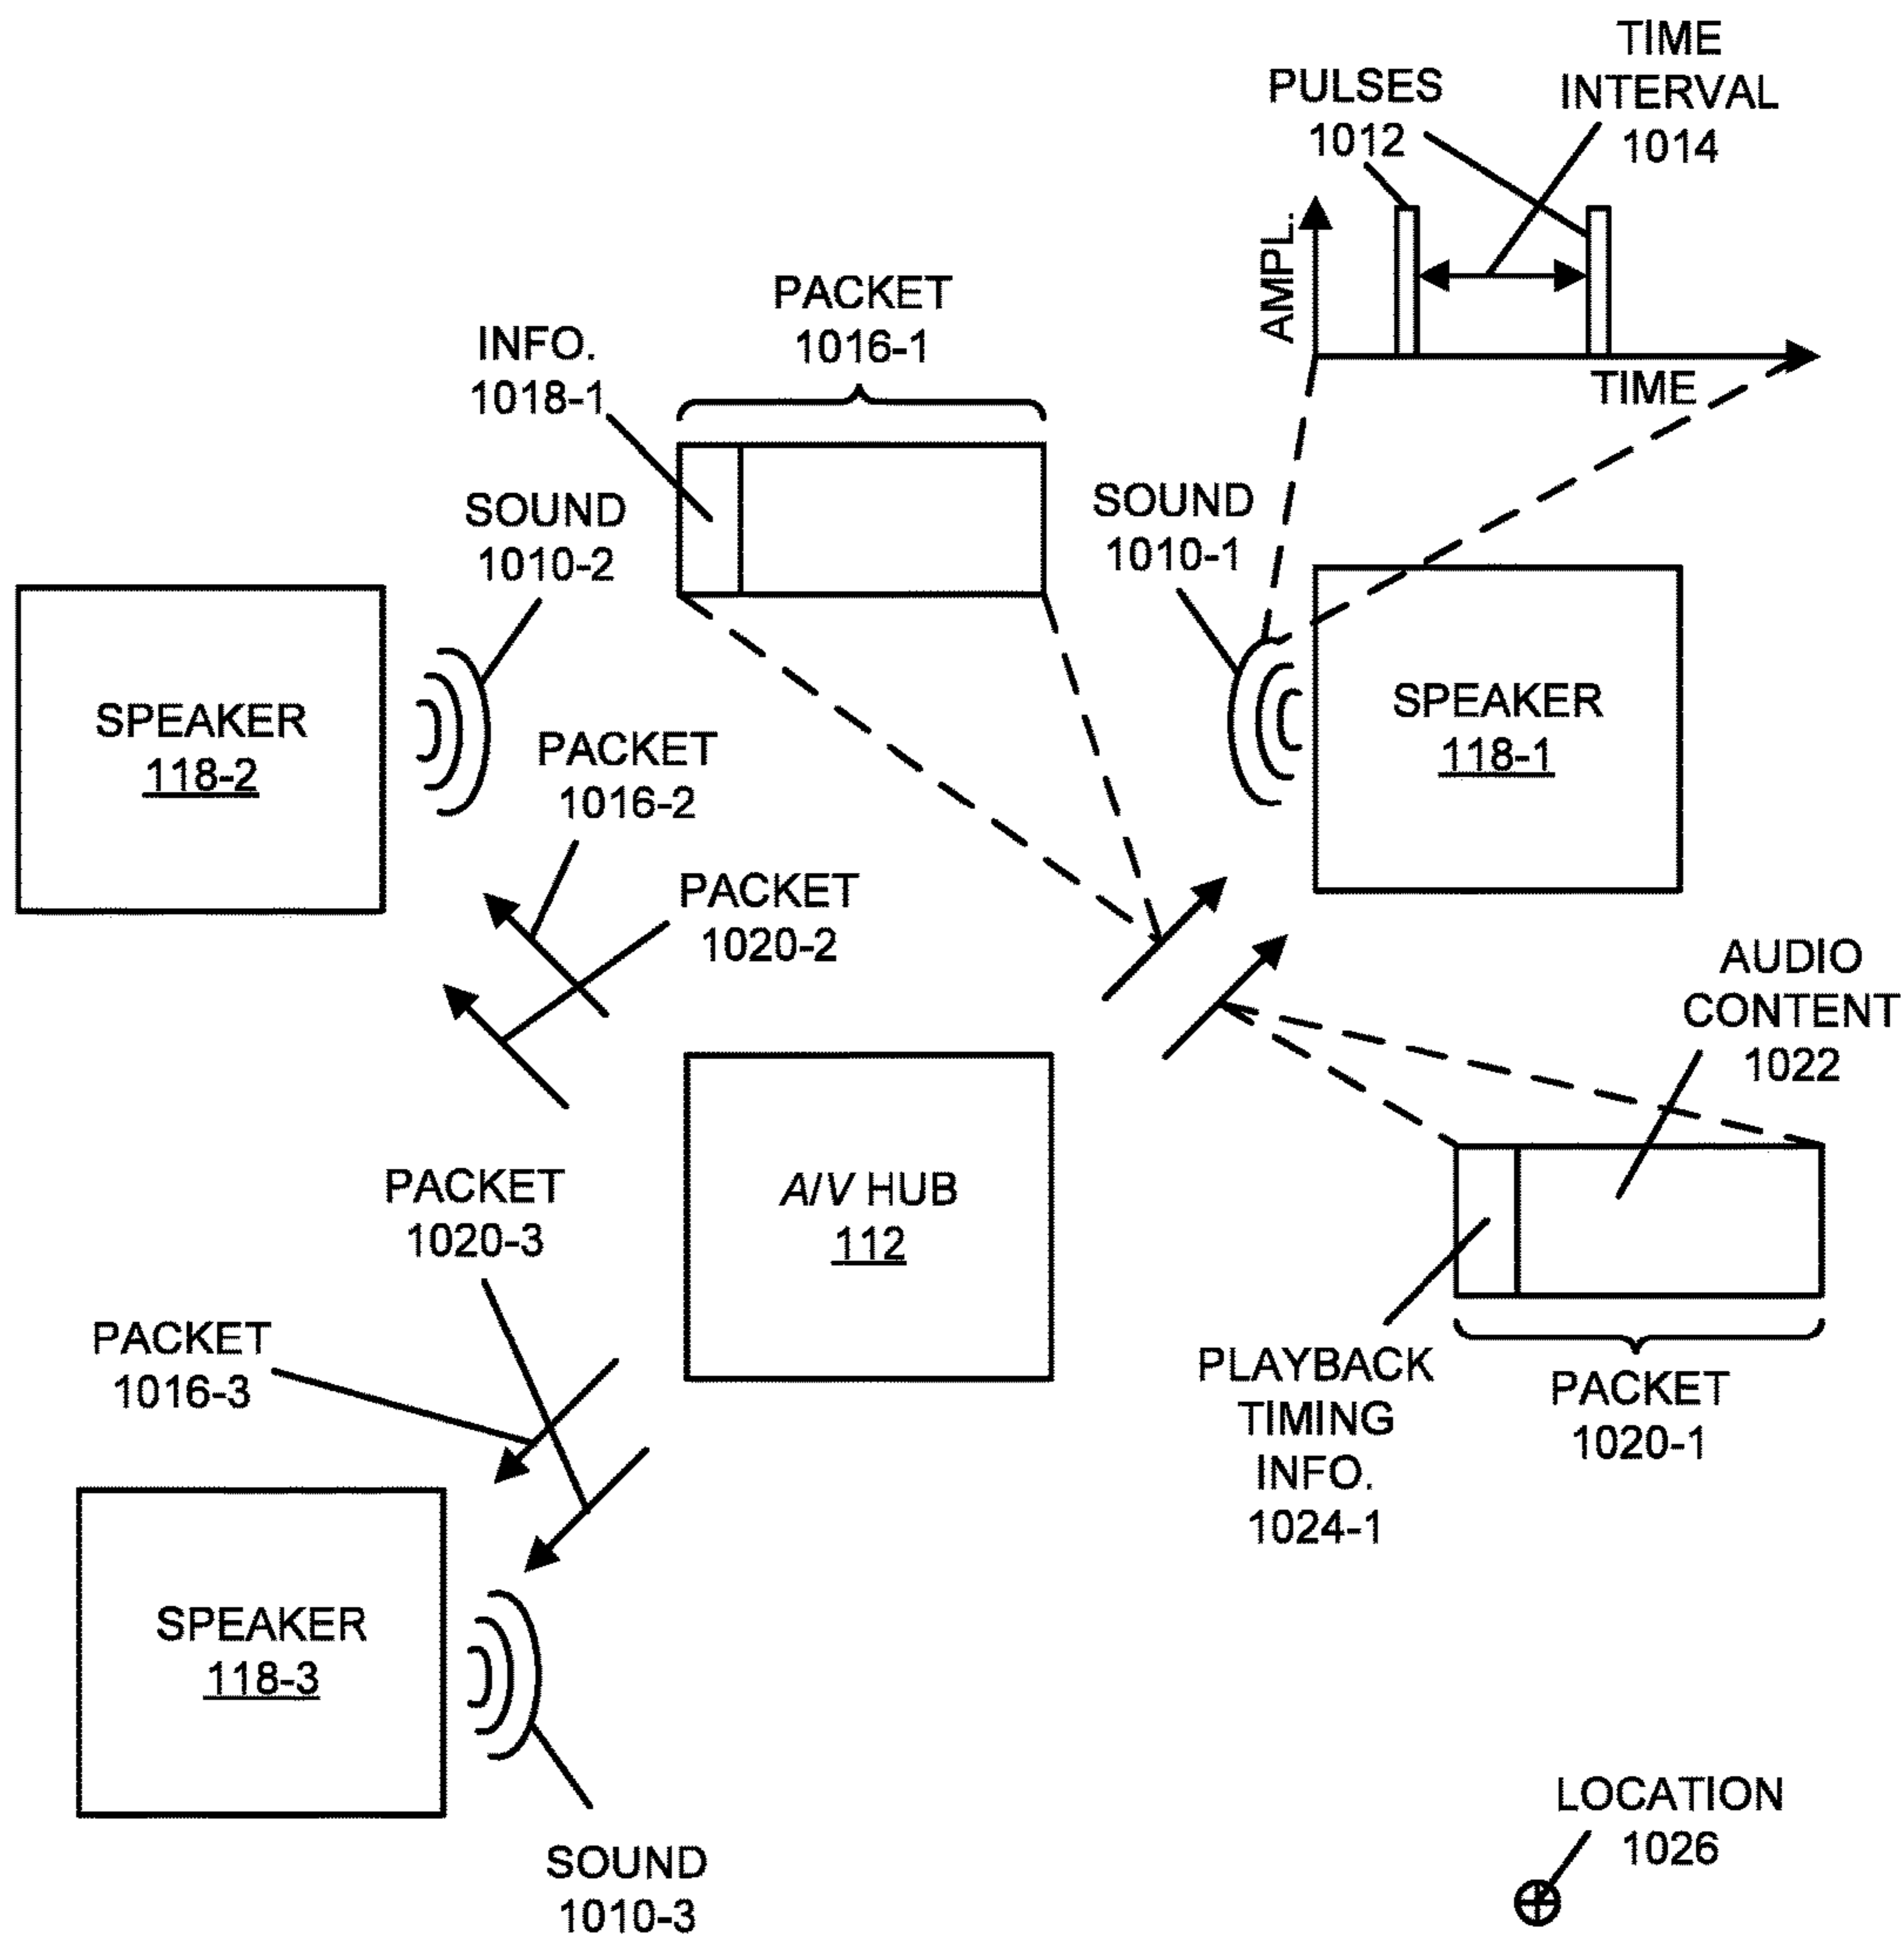 TIME
INTERVAL
1014
PULSES
1012
AMPL.
TIME
PACKET
1016-1
INFO.
1018-1
SOUND
1010-2
SOUND
1010-1
SPEAKER
118-2
SPEAKER
118-1
PACKET
1016-2
PACKET
1020-2
AUDIO
CONTENT
1022
A/V HUB
112
PACKET
1020-3
PACKET
1016-3
PLAYBACK
TIMING
INFO.
1024-1
PACKET
1020-1
SPEAKER
118-3
SOUND
1010-3
LOCATION
1026